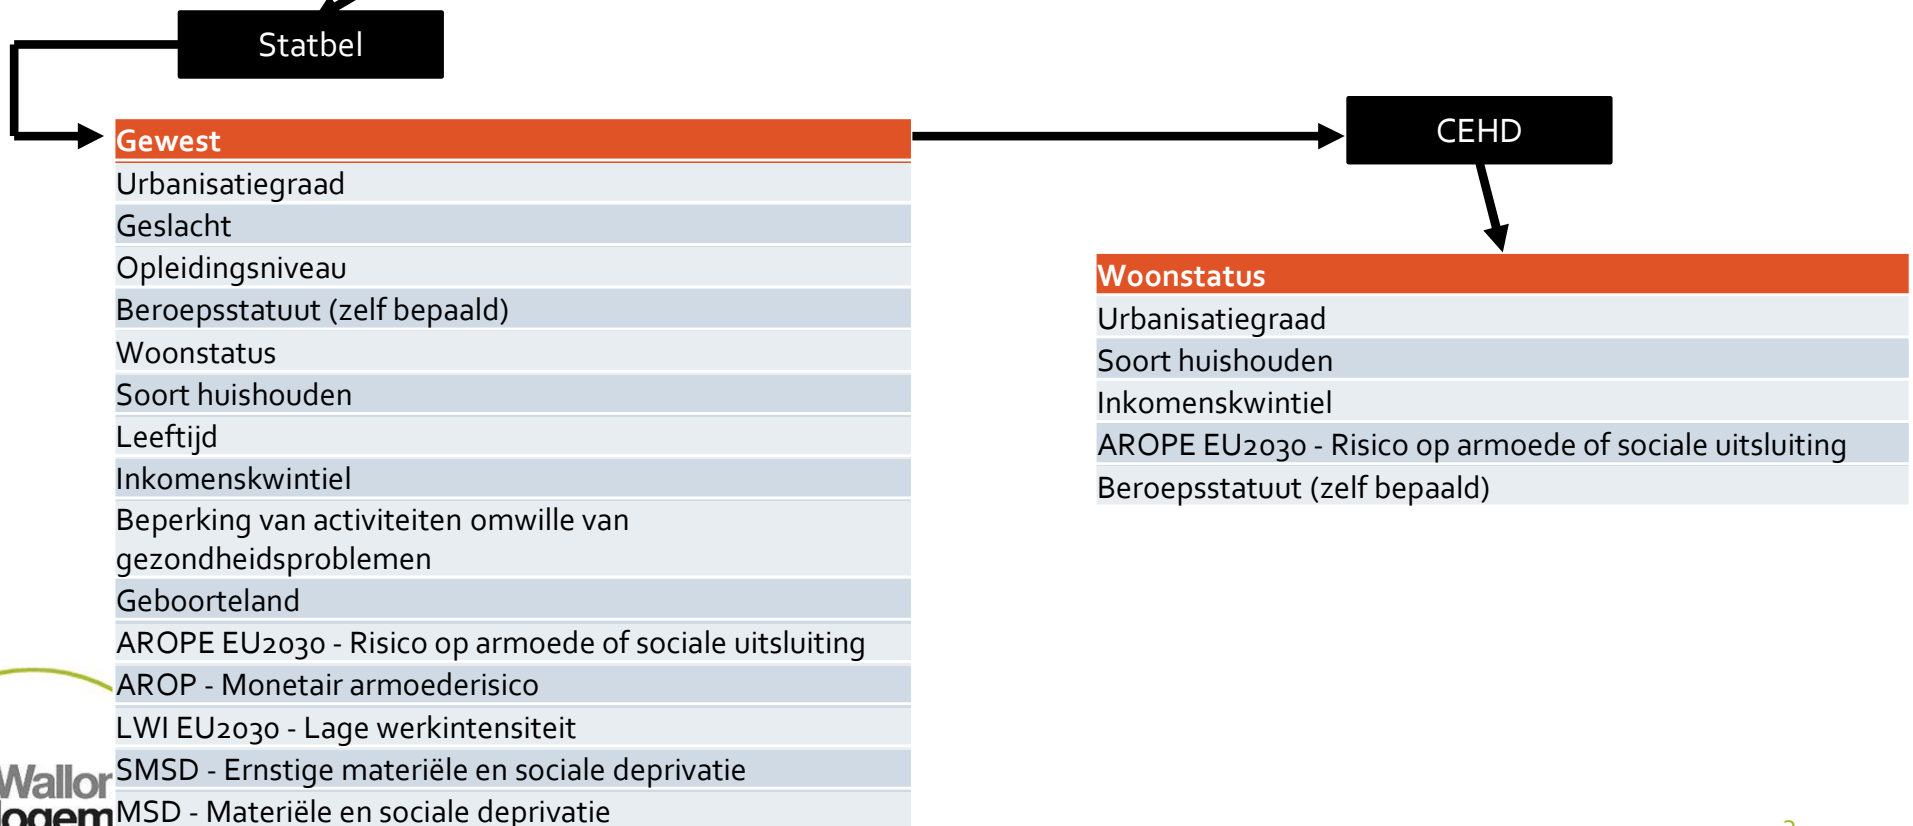 Statbel
Gewest
Urbanisatiegraad
Geslacht
Opleidingsniveau
Beroepsstatuut (zelf bepaald)
Woonstatus
Soort huishouden
Leeftijd
Inkomenskwintiel
Beperking van activiteiten omwille van
gezondheidsproblemen
Geboorteland
AROPE EU2030 - Risico op armoede of sociale uitsluiting
AROP - Monetair armoederisico
LWI EU2030 - Lage werkintensiteit
SMSD - Ernstige materiële en sociale deprivatie
MSD - Materiële en sociale deprivatie
CEHD
Woonstatus
Urbanisatiegraad
Soort huishouden
Inkomenskwintiel
AROPE EU2030 - Risico op armoede of sociale uitsluiting
Beroepsstatuut (zelf bepaald)